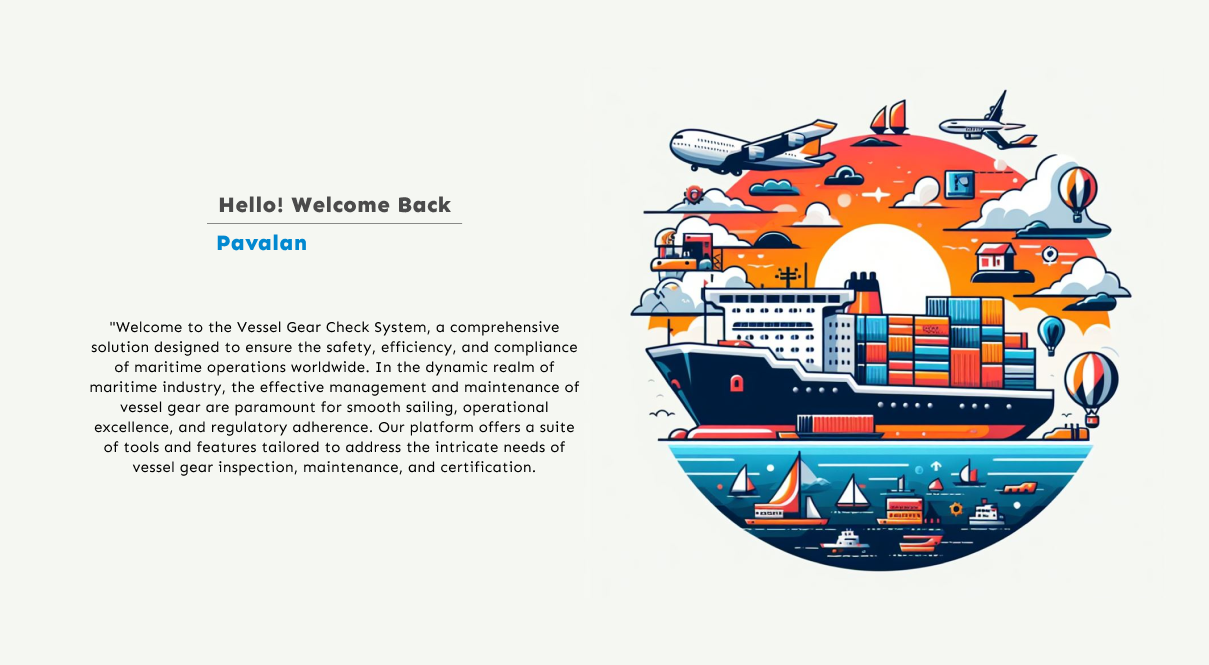 Hello! Welcome Back
Pavalan
"Welcome to the Vessel Gear Check System, a comprehensive
solution designed to ensure the safety, efficiency, and compliance
of maritime operations worldwide. In the dynamic realm of
maritime industry, the effective management and maintenance of
vessel gear are paramount for smooth sailing, operational
excellence, and regulatory adherence. Our platform offers a suite
of tools and features tailored to address the intricate needs of
vessel gear inspection, maintenance, and certification.